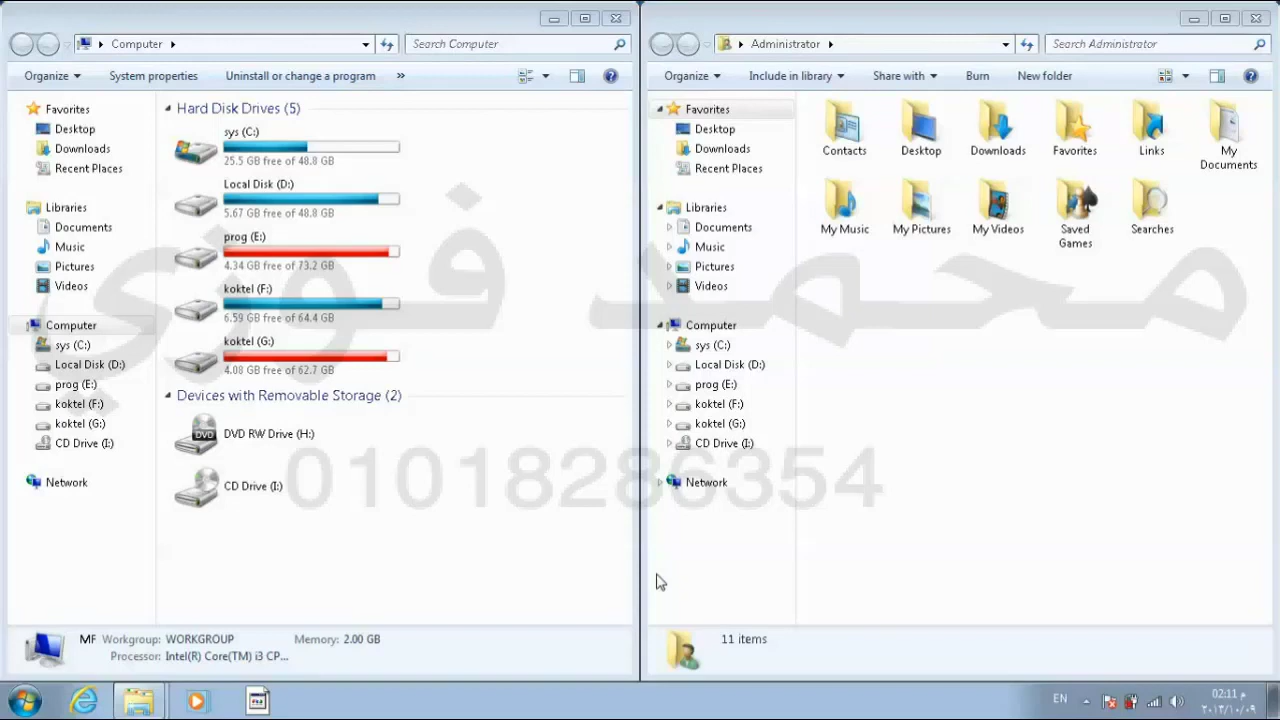 Computer
Search Computer
Organize
System properties
Uninstall or change a program
»
Favorites
Desktop
Downloads
Recent Places
Libraries
Documents
Music
Pictures
Videos
Computer
sys (C:)
Local Disk (D:)
prog (E:)
koktel (F:)
koktel (G:)
CD Drive (I:)
Network
Hard Disk Drives (5)
sys (C:)
25.5 GB free of 48.8 GB
Local Disk (D:)
5.67 GB free of 48.8 GB
prog (E:)
4.34 GB free of 73.2 GB
koktel (F:)
6.59 GB free of 64.4 GB
koktel (G:)
4.08 GB free of 62.7 GB
Devices with Removable Storage (2)
DVD RW Drive (H:)
DVD
CD Drive (I:)
MF Workgroup: WORKGROUP Memory: 2.00 GB
Processor: Intel(R) Core(TM) i3 CP...
Administrator
Search Administrator
Organize
Include in library
Share with
Burn
New folder
Favorites
Desktop
Downloads
Recent Places
Libraries
Documents
Music
Pictures
Videos
Computer
sys (C:)
Local Disk (D:)
prog (E:)
koktel (F:)
koktel (G:)
CD Drive (I:)
Network
Contacts
Desktop
Downloads
Favorites
Links
My Documents
My Music
My Pictures
My Videos
Saved Games
Searches
11 items
محمد فوزي
01018286354
EN
02:11 م
٢٠١٣/١٠/٠٩